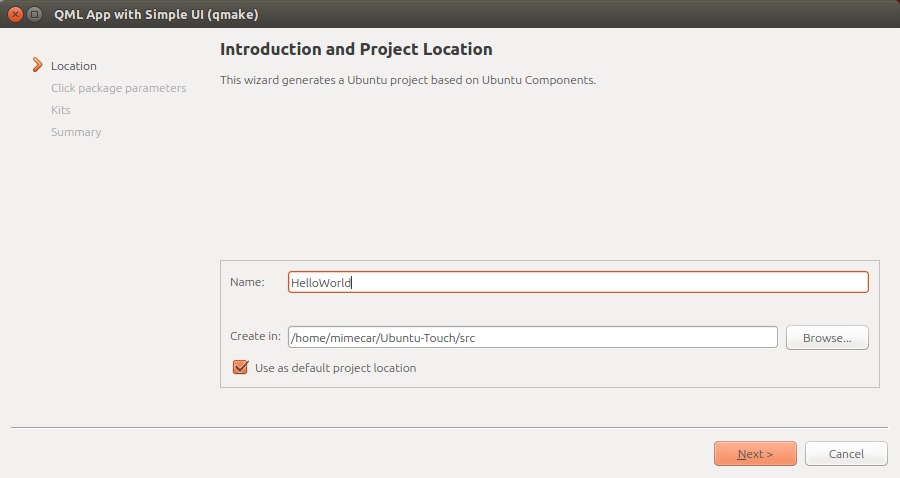 QML App with Simple UI (qmake)
Location
Click package parameters
Kits
Summary
Introduction and Project Location
This wizard generates a Ubuntu project based on Ubuntu Components.
Name: HelloWorld
Create in: /home/mimecar/Ubuntu-Touch/src Browse...
Use as default project location
Next > Cancel